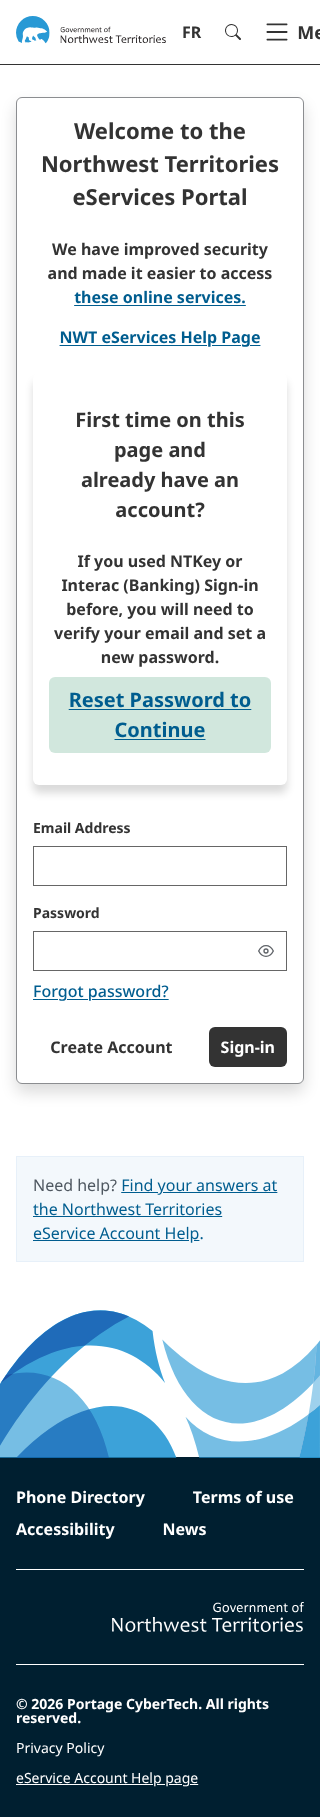 Government of
Northwest Territories
FR
Me
Welcome to the
Northwest Territories
eServices Portal
We have improved security
and made it easier to access
these online services.
NWT eServices Help Page
First time on this
page and
already have an
account?
If you used NTKey or
Interac (Banking) Sign-in
before, you will need to
verify your email and set a
new password.
Reset Password to
Continue
Email Address
Password
Forgot password?
Create Account
Sign-in
Need help? Find your answers at
the Northwest Territories
eService Account Help.
Phone Directory
Terms of use
Accessibility
News
Government of
Northwest Territories
© 2026 Portage CyberTech. All rights
reserved.
Privacy Policy
eService Account Help page